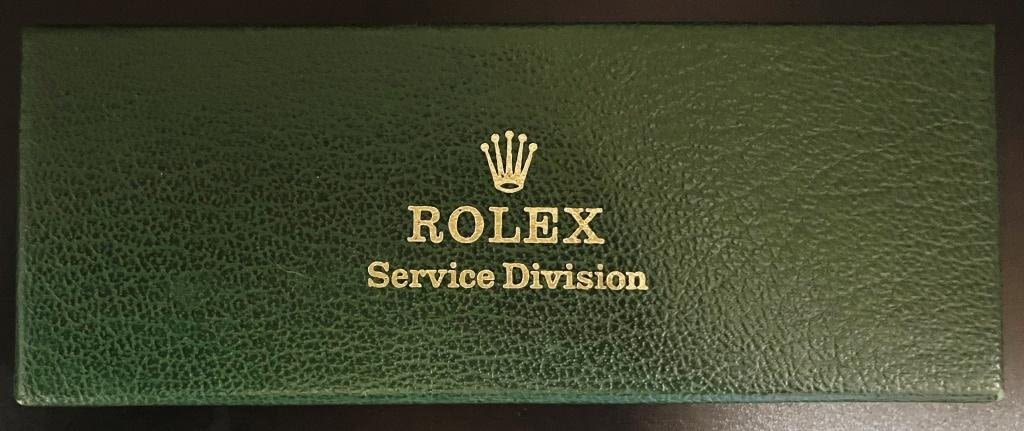 ROLEX
Service Division